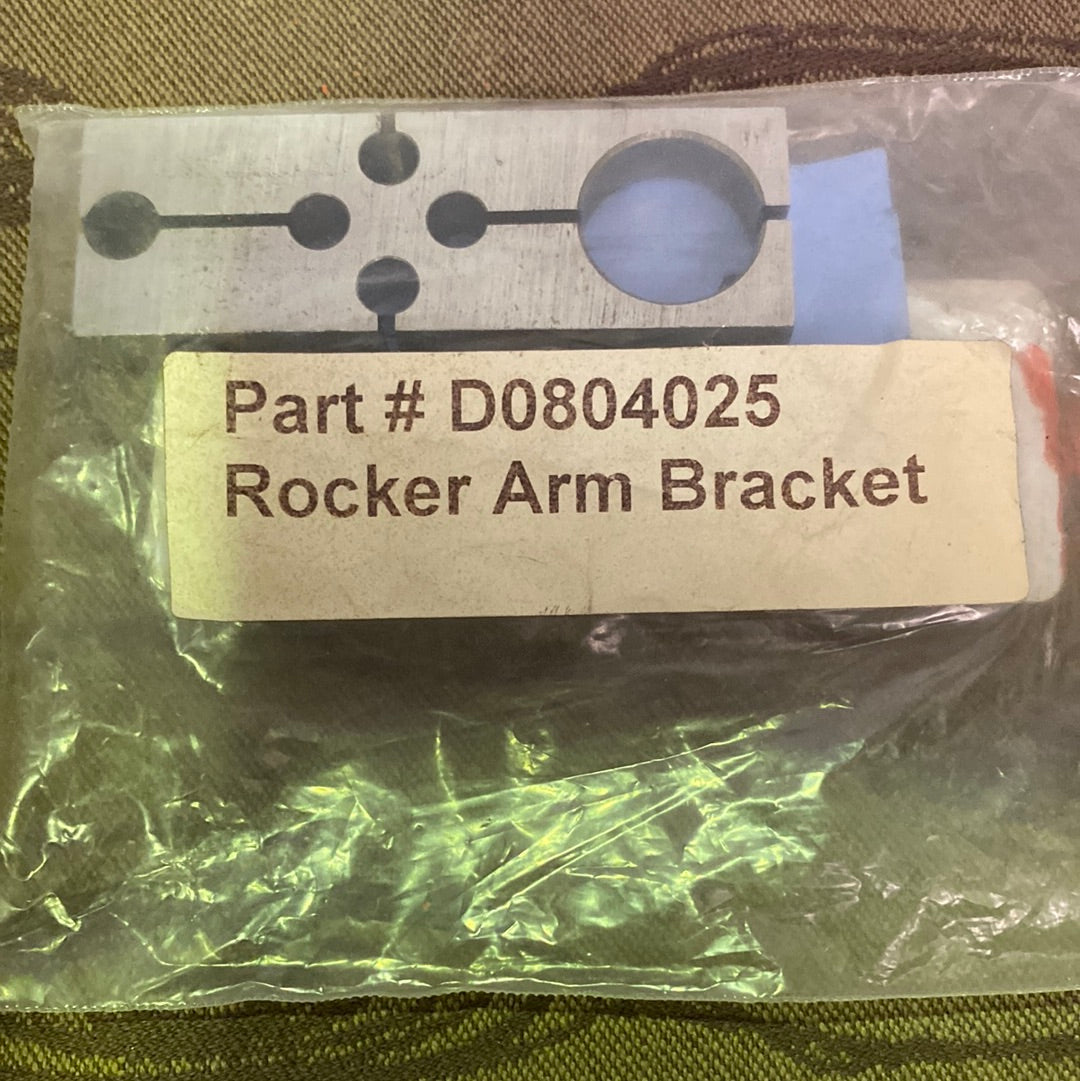 Part # D0804025
Rocker Arm Bracket